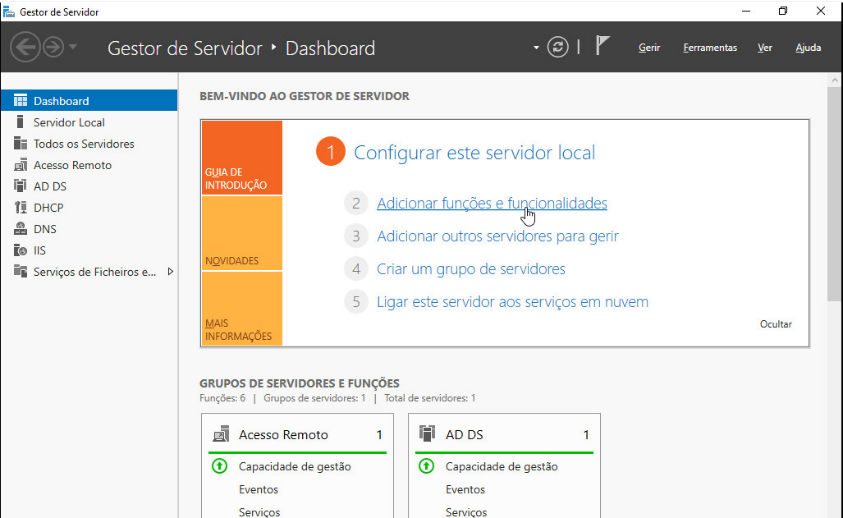 Gestor de Servidor
Gestor de Servidor • Dashboard
Gerir Ferramentas Ver Ajuda
Dashboard
Servidor Local
Todos os Servidores
Acesso Remoto
AD DS
DHCP
DNS
IIS
Serviços de Ficheiros e...
BEM-VINDO AO GESTOR DE SERVIDOR
GUIA DE
INTRODUÇÃO
NOVIDADES
MAIS
INFORMAÇÕES
1 Configurar este servidor local
2 Adicionar funções e funcionalidades
3 Adicionar outros servidores para gerir
4 Criar um grupo de servidores
5 Ligar este servidor aos serviços em nuvem
Ocultar
GRUPOS DE SERVIDORES E FUNÇÕES
Funções: 6 | Grupos de servidores: 1 | Total de servidores: 1
Acesso Remoto 1
Capacidade de gestão
Eventos
Serviços
AD DS 1
Capacidade de gestão
Eventos
Serviços